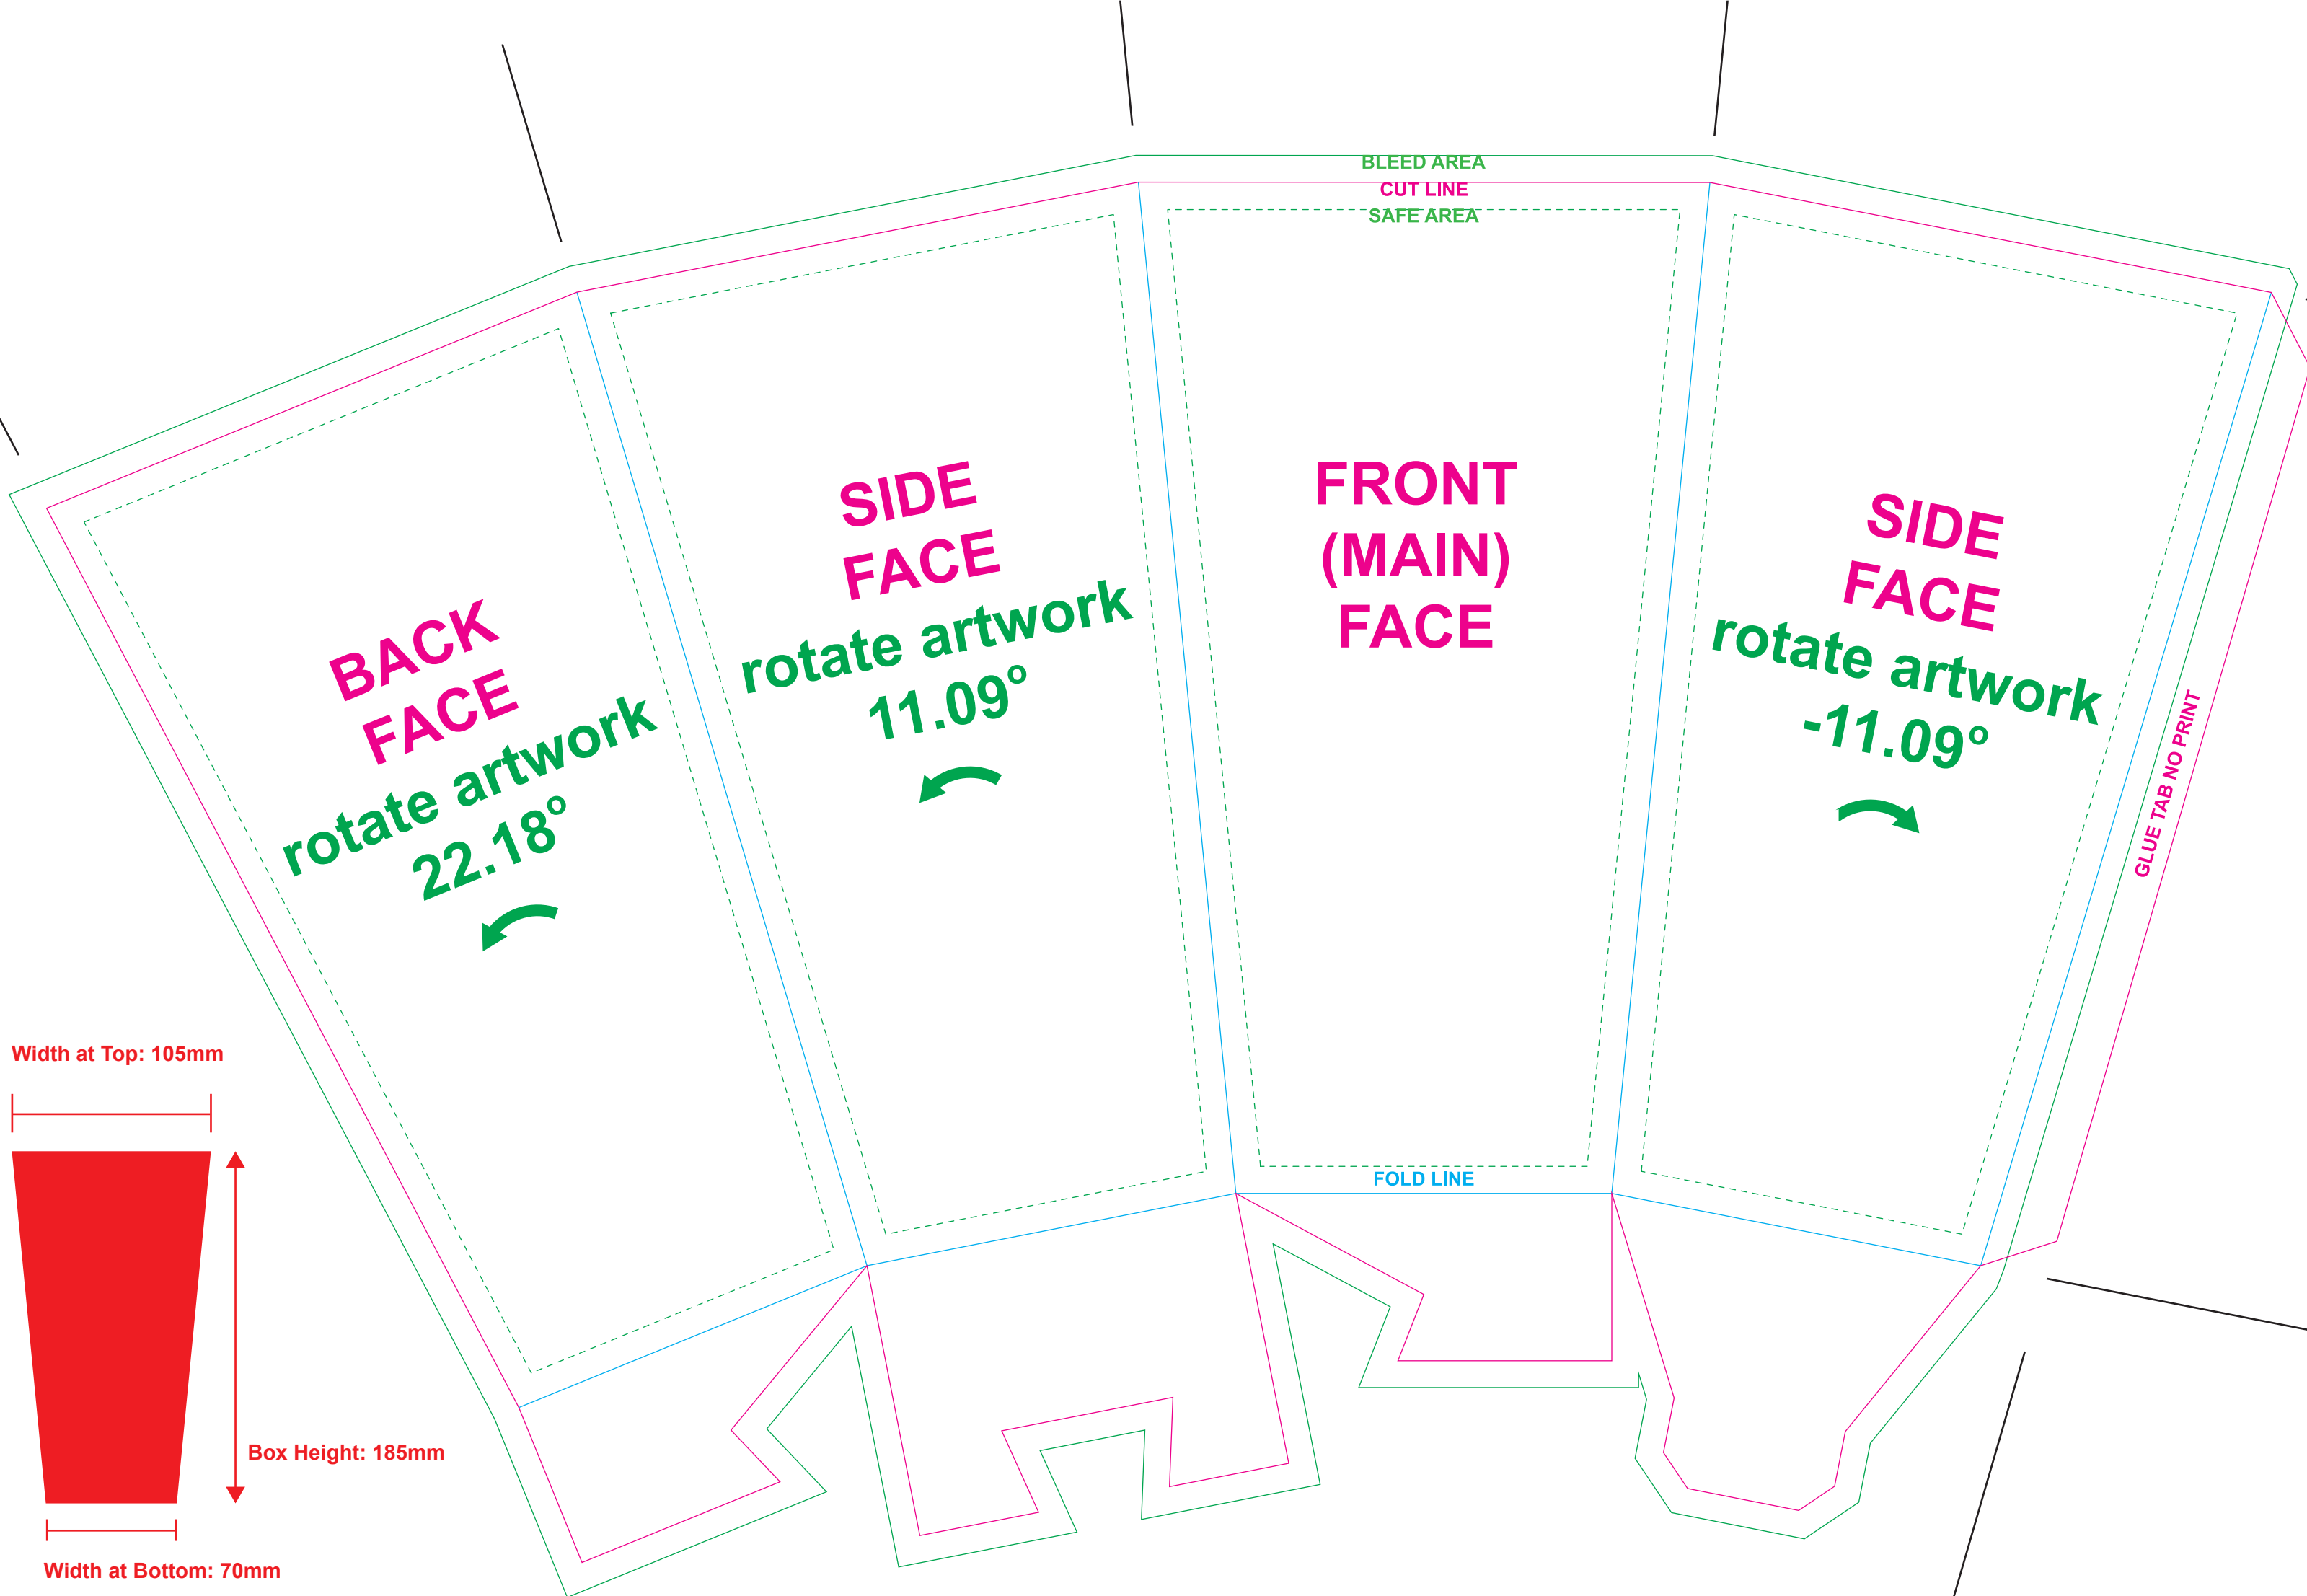 BLEED AREA
CUT LINE
SAFE AREA
BACK
FACE
rotate artwork
22.18°
SIDE
FACE
rotate artwork
11.09°
FRONT
(MAIN)
FACE
SIDE
FACE
rotate artwork
-11.09°
GLUE TAB NO PRINT
FOLD LINE
Width at Top: 105mm
Box Height: 185mm
Width at Bottom: 70mm